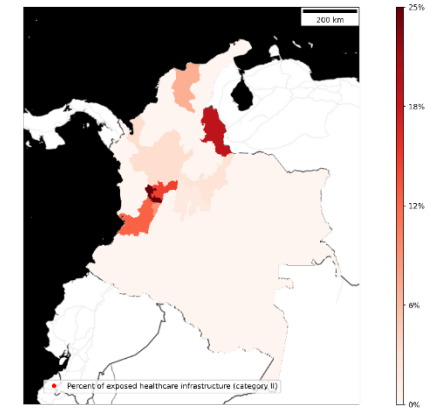 200 km
25%
18%
12%
6%
0%
Percent of exposed healthcare infrastructure (category II)